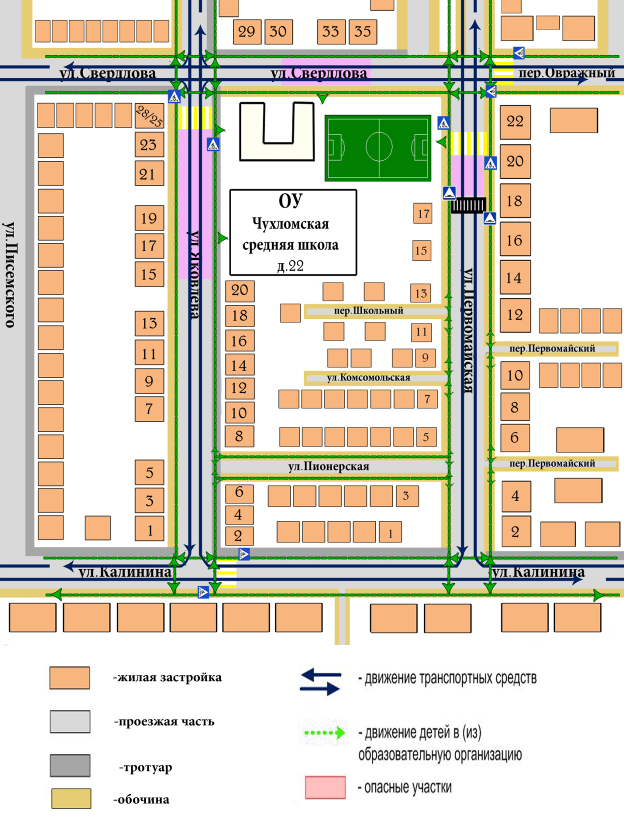 29 30 33 35
ул.Свердлова ул.Свердлова пер.Овражный
28/25
22
23
20
21
ОУ
Чухломская
средняя школа
д.22
18
17
19
16
17
15
15
14
20
13
18
12
пер.Школьный
13
11
16
пер.Первомайский
11
9
14
10
ул.Комсомольская
9
12
7
8
7
10
8
5
6
ул.Пионерская
пер.Первомайский
5
6
3
4
3
4
1
2
1
2
ул.Писемского
ул.Яковлева
ул.Первомайская
ул.Калинина ул.Калинина
-жилая застройка
-проезжая часть
-тротуар
-обочина
- движение транспортных средств
- движение детей в (из)
образовательную организацию
- опасные участки